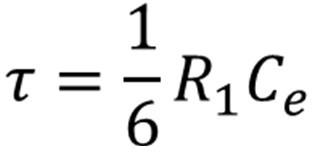 τ = 1/6 R₁Cₑ